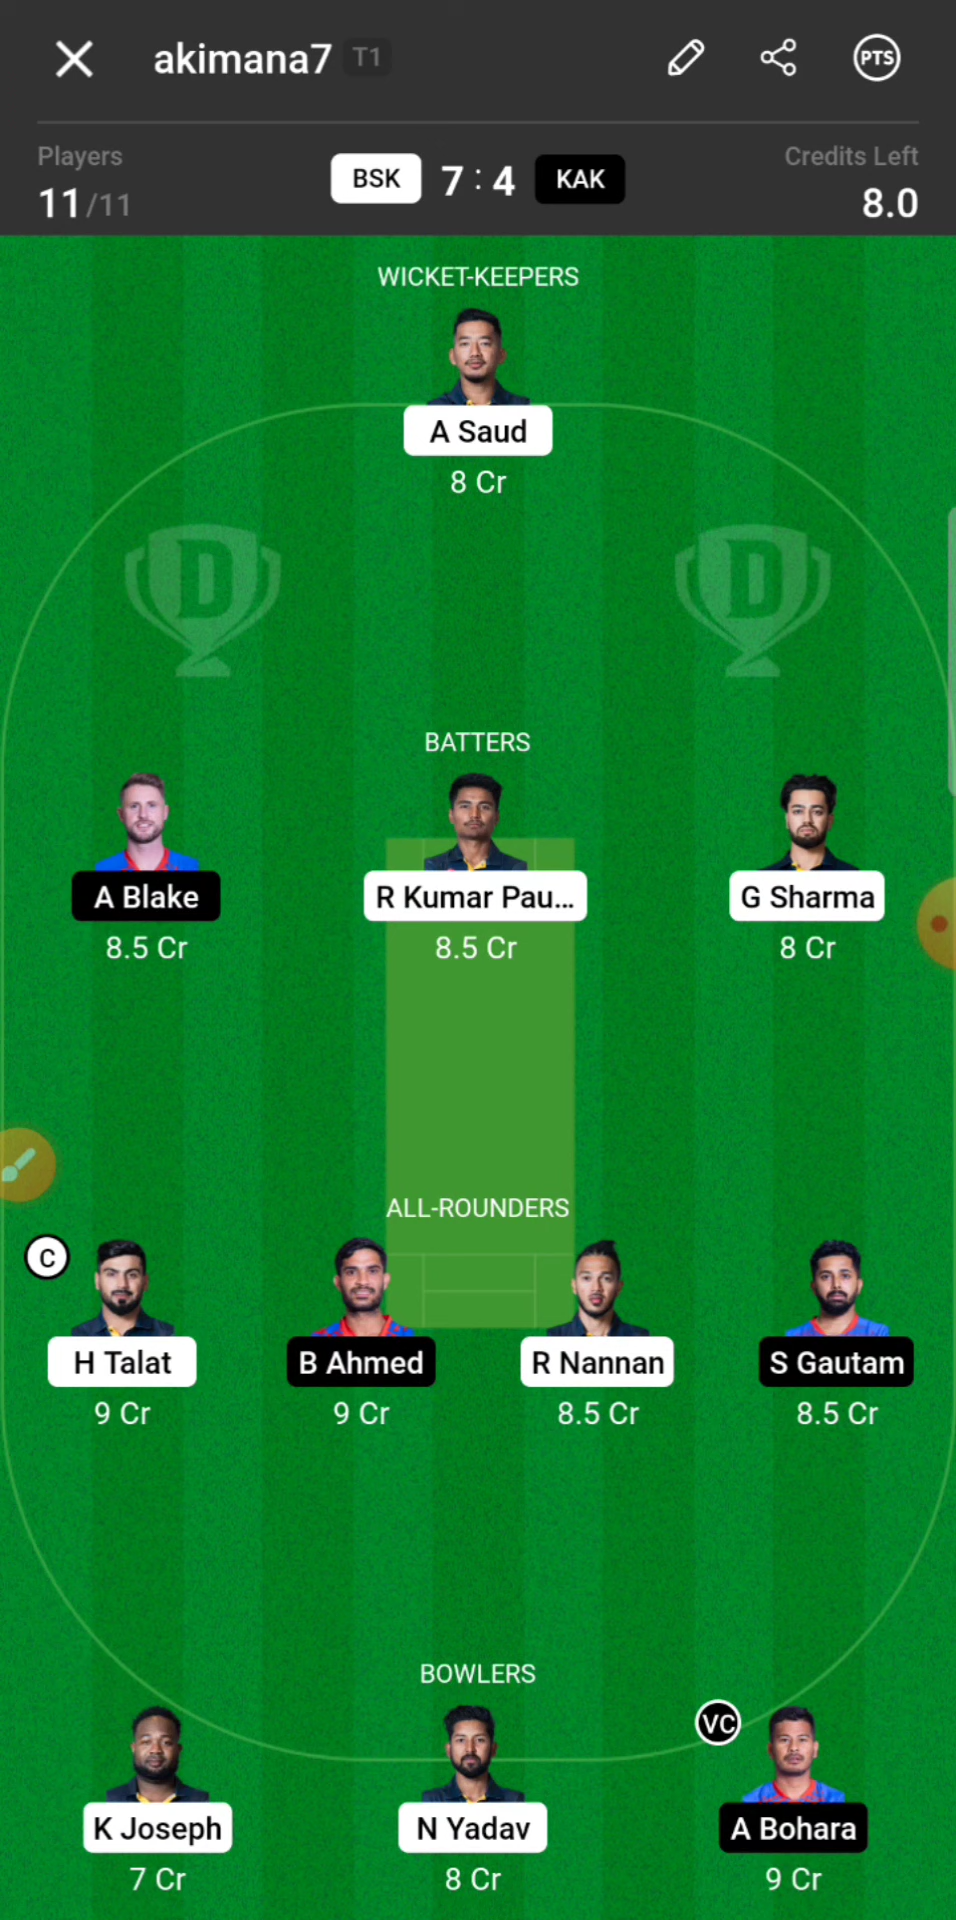 akimana7 T1 PTS
Players Credits Left
11/11 BSK 7 : 4 KAK 8.0
WICKET-KEEPERS
A Saud
8 Cr
D D
BATTERS
A Blake R Kumar Pau... G Sharma
8.5 Cr 8.5 Cr 8 Cr
ALL-ROUNDERS
C
H Talat B Ahmed R Nannan S Gautam
9 Cr 9 Cr 8.5 Cr 8.5 Cr
BOWLERS
VC
K Joseph N Yadav A Bohara
7 Cr 8 Cr 9 Cr